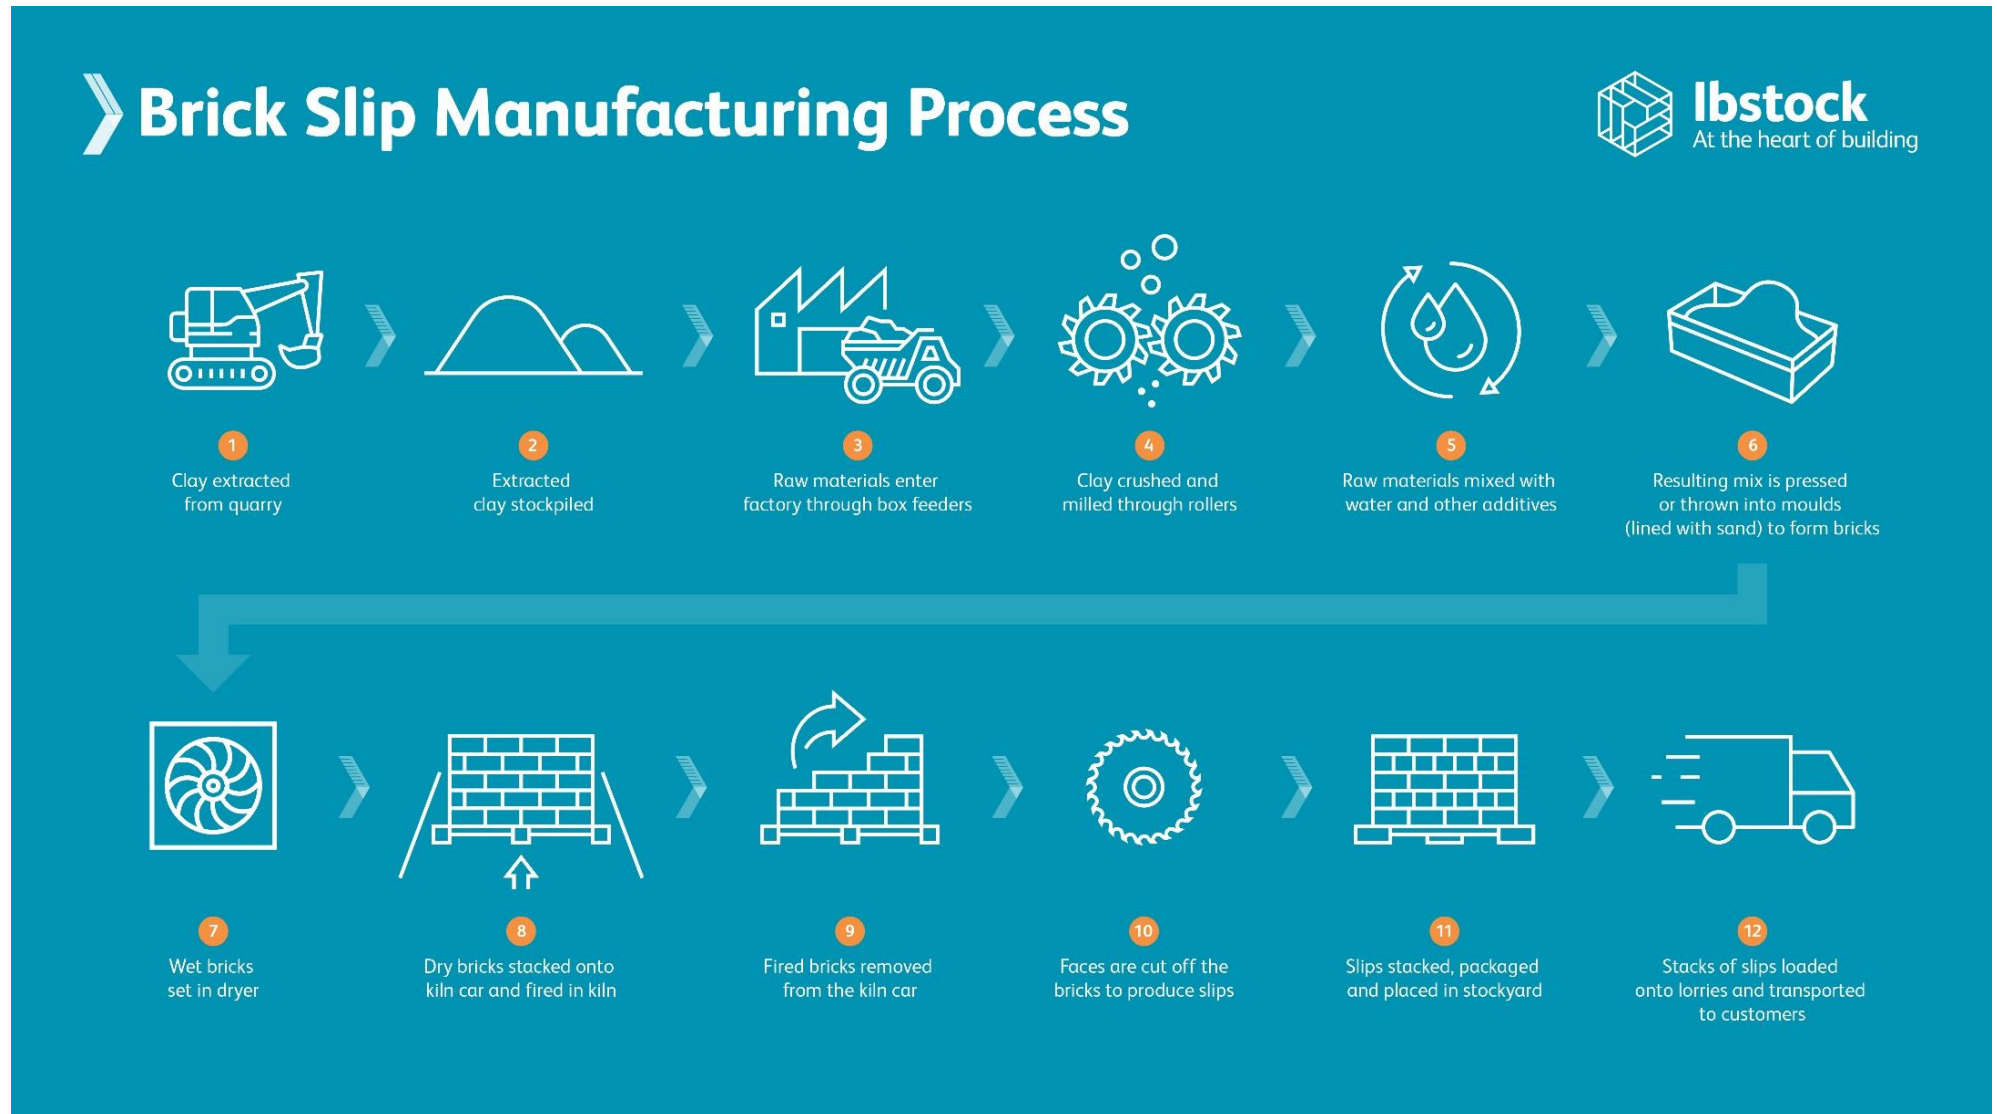 Brick Slip Manufacturing Process
Ibstock
At the heart of building
1
Clay extracted
from quarry
2
Extracted
clay stockpiled
3
Raw materials enter
factory through box feeders
4
Clay crushed and
milled through rollers
5
Raw materials mixed with
water and other additives
6
Resulting mix is pressed
or thrown into moulds
(lined with sand) to form bricks
7
Wet bricks
set in dryer
8
Dry bricks stacked onto
kiln car and fired in kiln
9
Fired bricks removed
from the kiln car
10
Faces are cut off the
bricks to produce slips
11
Slips stacked, packaged
and placed in stockyard
12
Stacks of slips loaded
onto lorries and transported
to customers